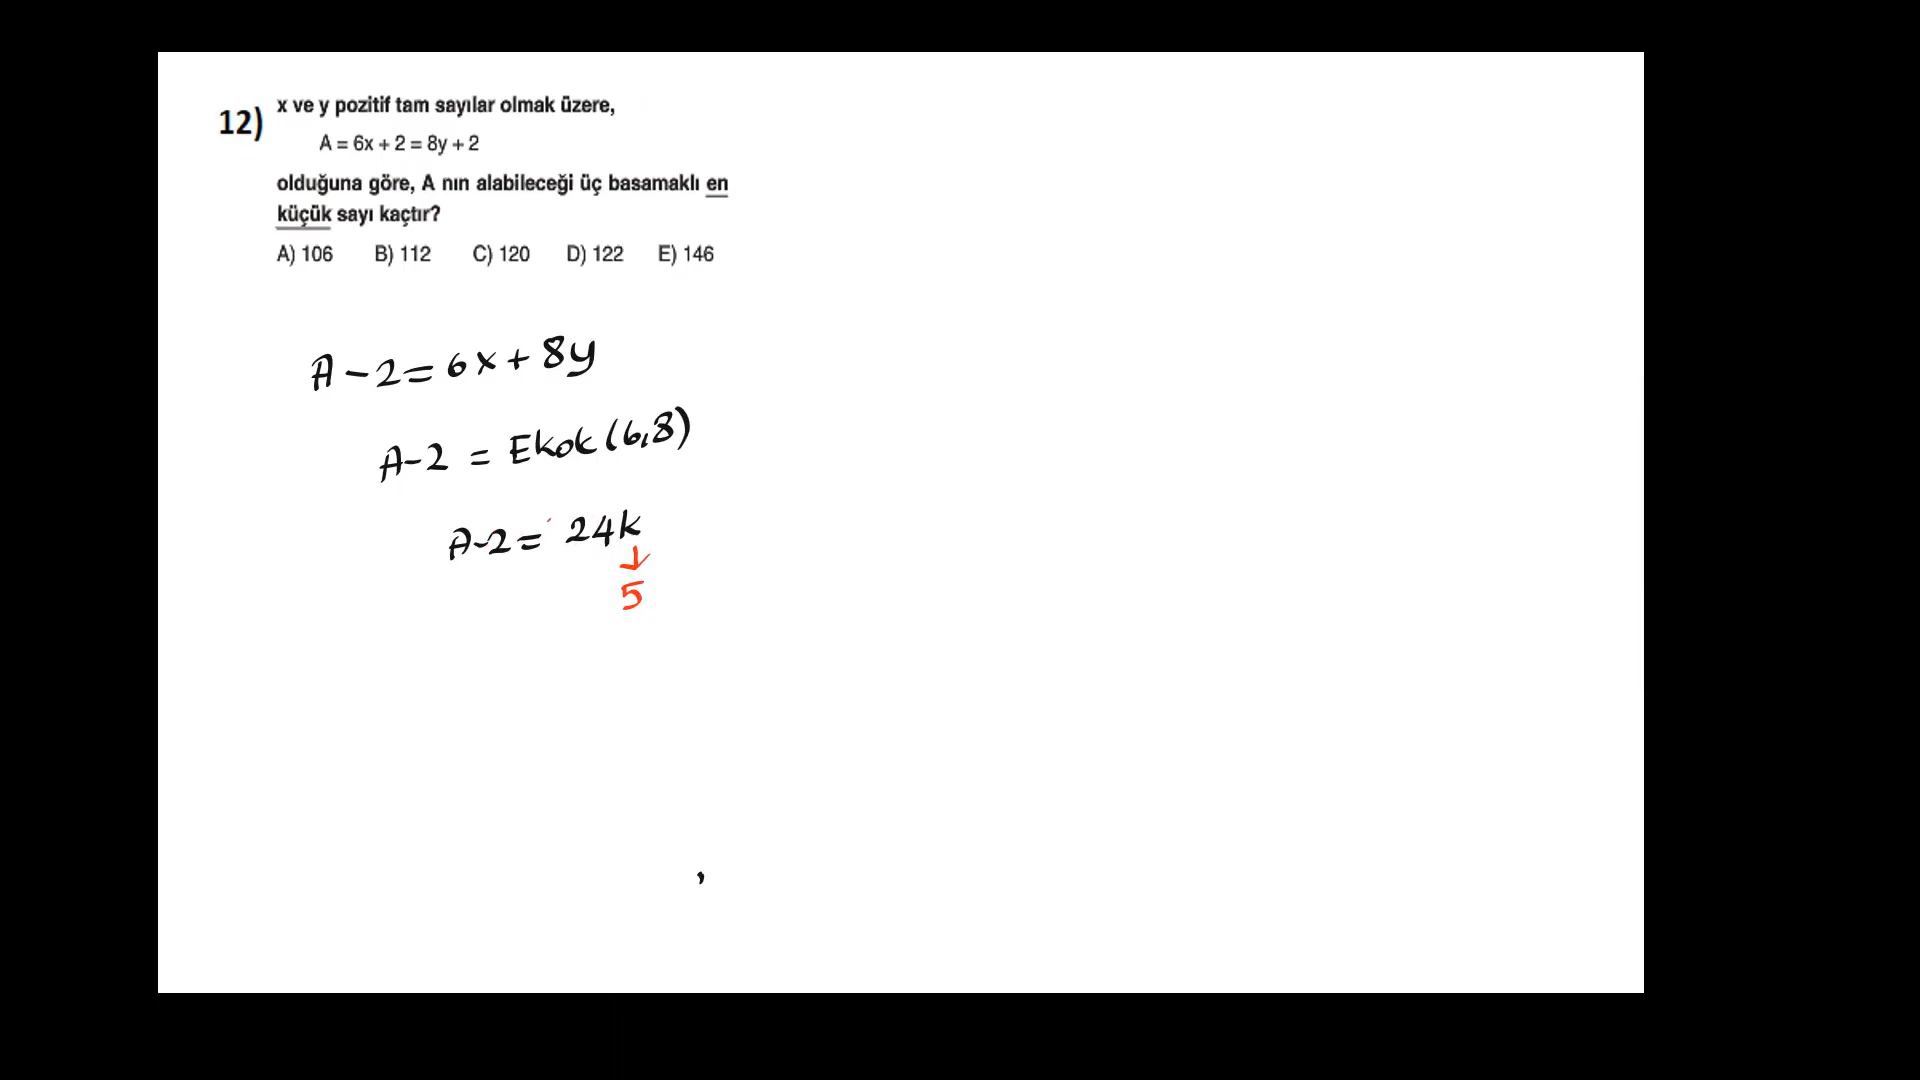 12) x ve y pozitif tam sayılar olmak üzere,
A = 6x + 2 = 8y + 2
olduğuna göre, A nın alabileceği üç basamaklı en
küçük sayı kaçtır?
A) 106 B) 112 C) 120 D) 122 E) 146
A - 2 = 6x + 8y
A - 2 = Ekok (6,8)
A - 2 = 24k
↓
5